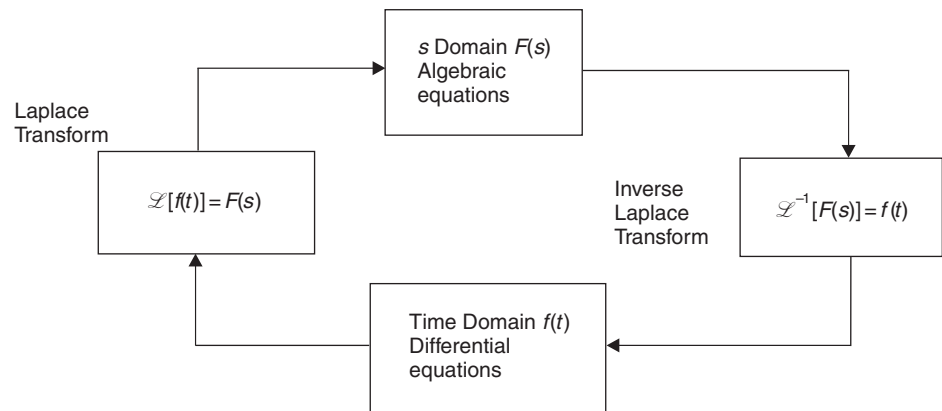 s Domain F(s)
Algebraic
equations
Laplace
Transform
ℒ[f(t)] = F(s)
Inverse
Laplace
Transform
ℒ⁻¹[F(s)] = f(t)
Time Domain f(t)
Differential
equations